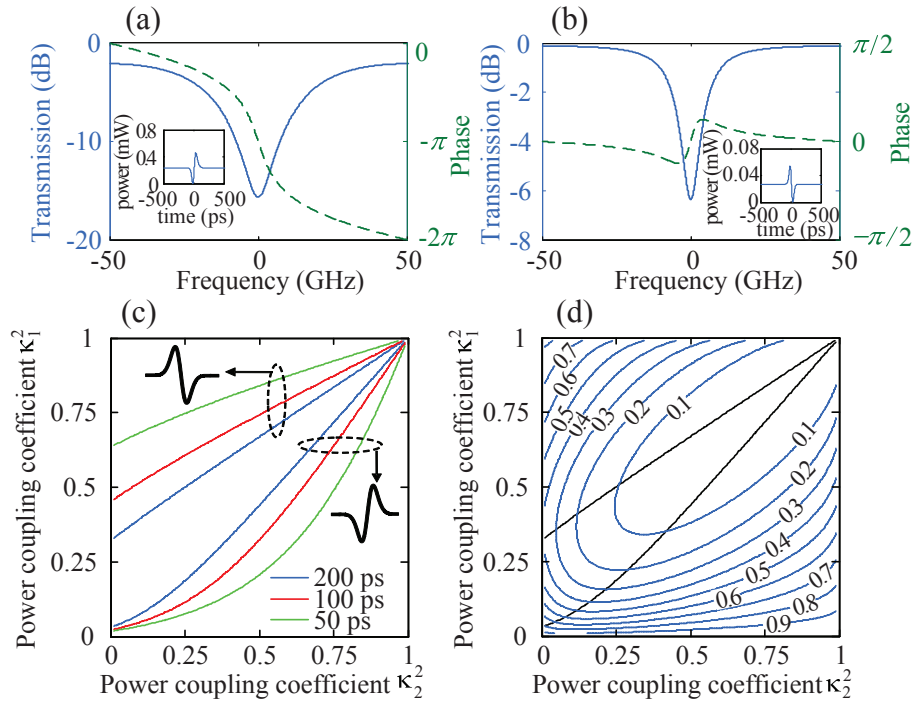 (a)
0
-10
-20
Transmission (dB)
0
-π
-2π
Phase
0.8
0.4
0
power (mW)
-500
500
time (ps)
-50
0
50
Frequency (GHz)
(b)
0
-2
-4
-6
-8
Transmission (dB)
π/2
0
-π/2
Phase
0.08
0.04
0
power (mW)
-500
500
time (ps)
-50
0
50
Frequency (GHz)
(c)
1
0.75
0.5
0.25
0
Power coupling coefficient κ₁²
200 ps
100 ps
50 ps
0
0.25
0.5
0.75
1
Power coupling coefficient κ₂²
(d)
1
0.75
0.5
0.25
0
Power coupling coefficient κ₁²
0.7
0.6
0.5
0.4
0.3
0.2
0.1
0.1
0.2
0.3
0.4
0.5
0.6
0.7
0.8
0.9
0
0.25
0.5
0.75
1
Power coupling coefficient κ₂²